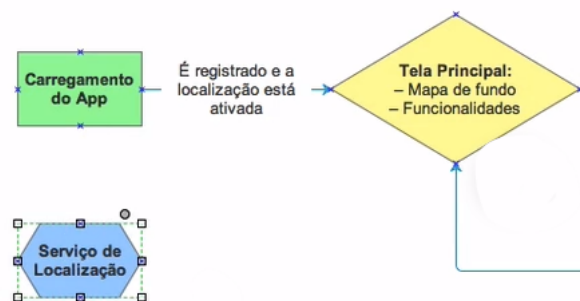 Carregamento
do App
É registrado e a
localização está
ativada
Tela Principal:
– Mapa de fundo
– Funcionalidades
Serviço de
Localização